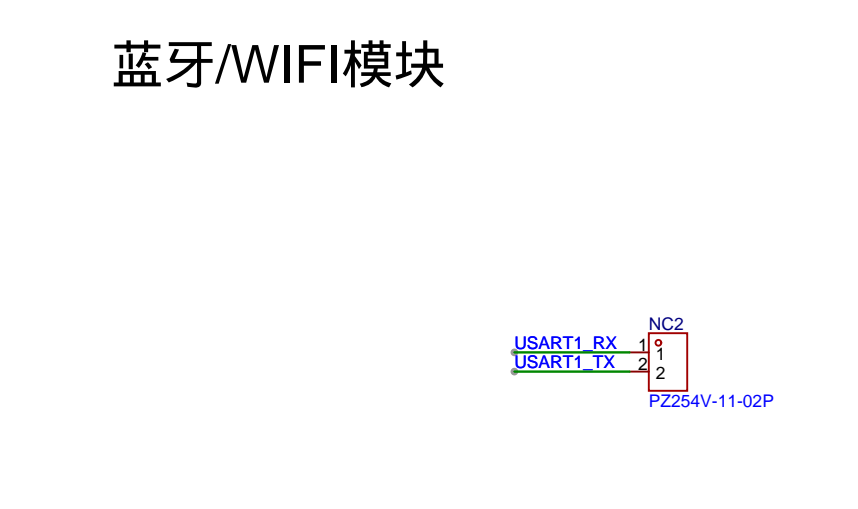 蓝牙/WIFI模块
NC2
USART1_RX 1 1
USART1_TX 2 2
PZ254V-11-02P